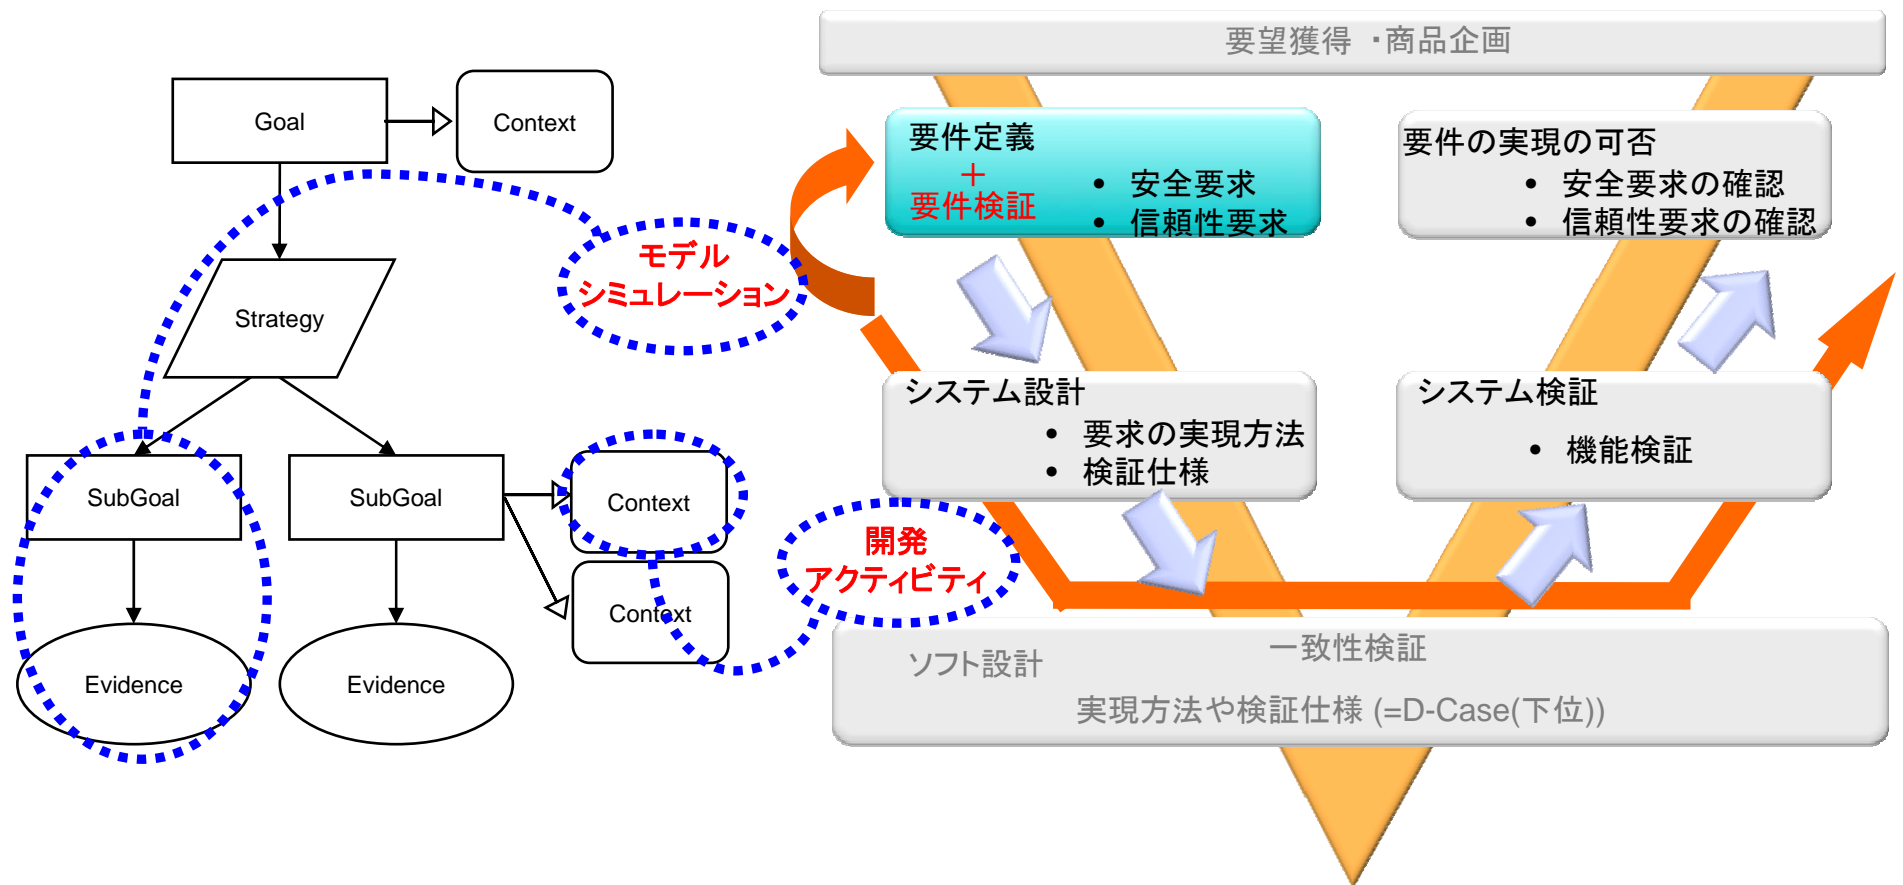 Goal
Context
Strategy
SubGoal
SubGoal
Context
Context
Evidence
Evidence
モデル
シミュレーション
開発
アクティビティ
要望獲得 ・商品企画
要件定義
＋
要件検証
• 安全要求
• 信頼性要求
要件の実現の可否
• 安全要求の確認
• 信頼性要求の確認
システム設計
• 要求の実現方法
• 検証仕様
システム検証
• 機能検証
ソフト設計
一致性検証
実現方法や検証仕様 (=D-Case(下位))